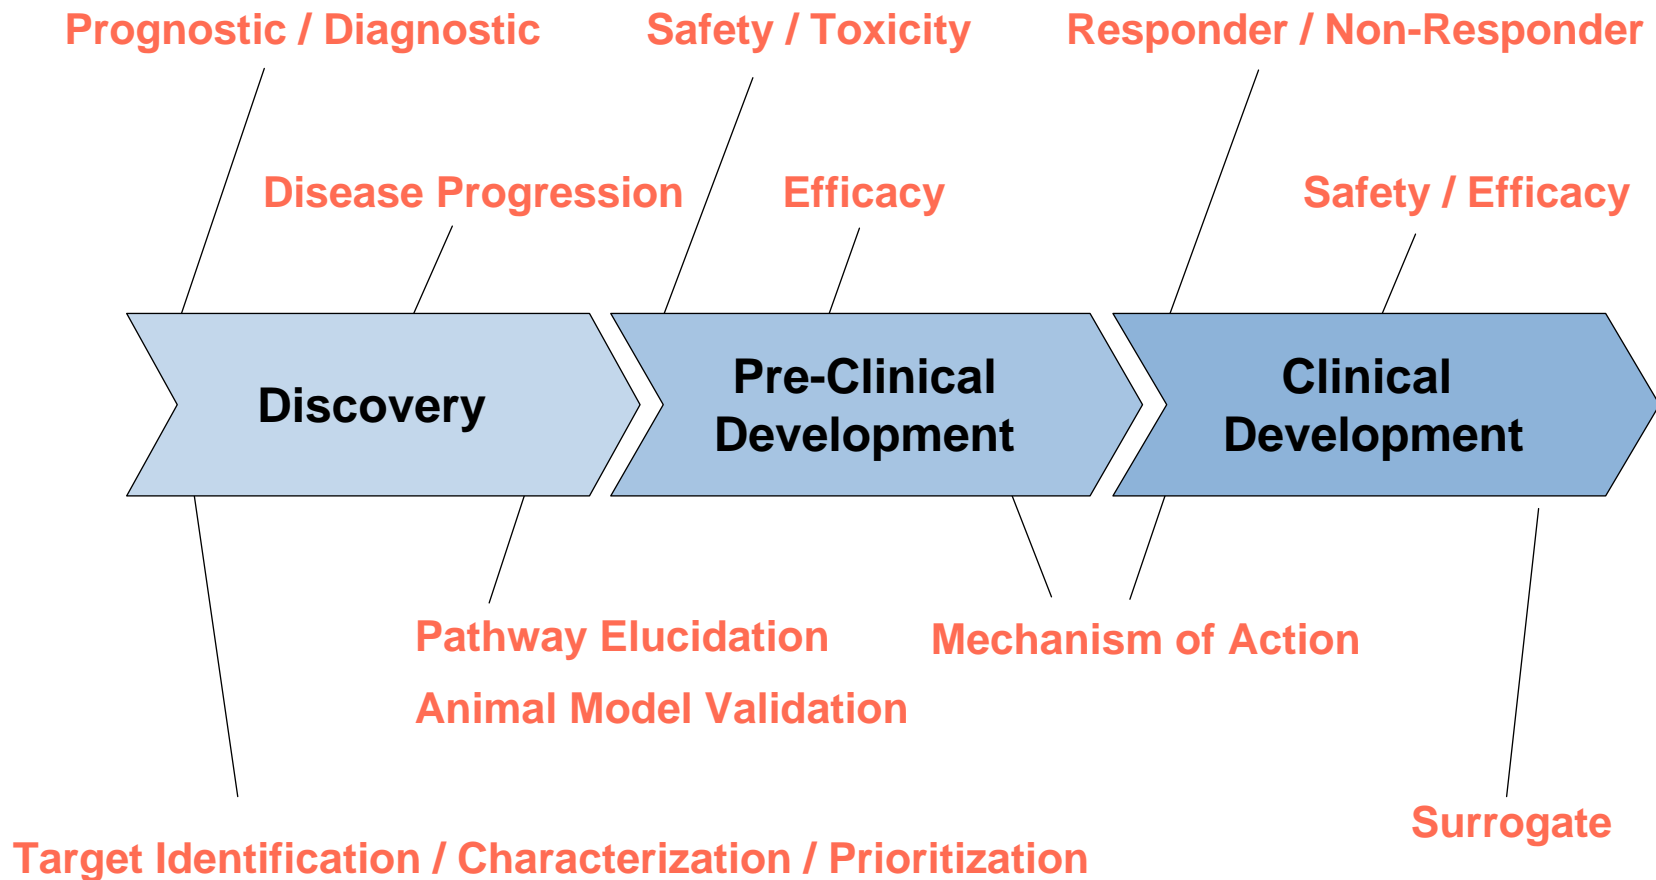 Prognostic / Diagnostic
Safety / Toxicity
Responder / Non-Responder
Disease Progression
Efficacy
Safety / Efficacy
Discovery
Pre-Clinical
Development
Clinical
Development
Pathway Elucidation
Animal Model Validation
Mechanism of Action
Surrogate
Target Identification / Characterization / Prioritization